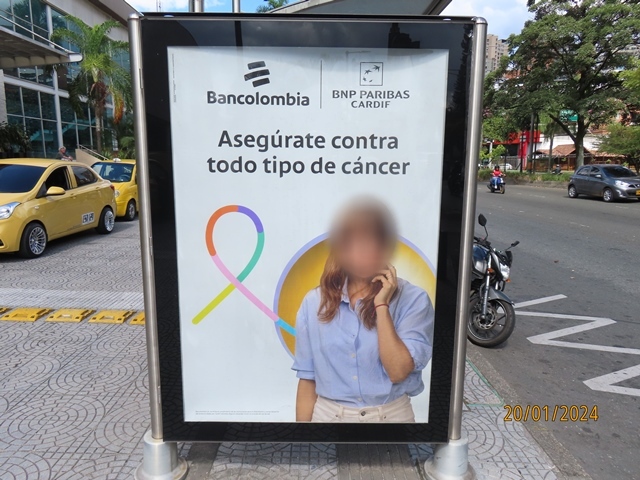 Bancolombia
BNP PARIBAS
CARDIF
Asegúrate contra
todo tipo de cáncer
20/01/2024